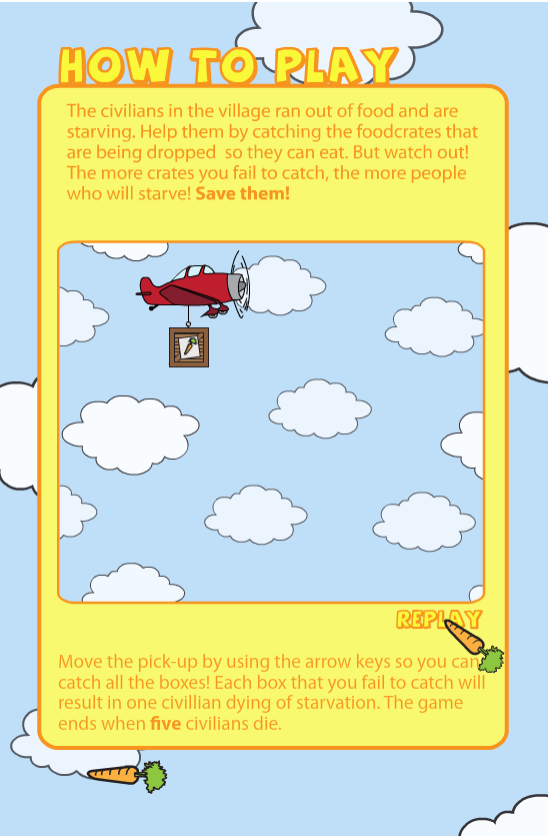 HOW TO PLAY
The civilians in the village ran out of food and are
starving. Help them by catching the foodcrates that
are being dropped so they can eat. But watch out!
The more crates you fail to catch, the more people
who will starve! Save them!
REPLAY
Move the pick-up by using the arrow keys so you can
catch all the boxes! Each box that you fail to catch will
result in one civillian dying of starvation. The game
ends when five civilians die.